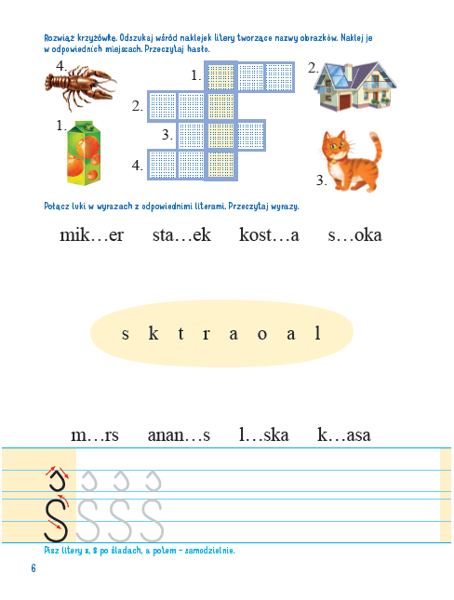 Rozwiąż krzyżówkę. Odszukaj wśród naklejek litery tworzące nazwy obrazków. Naklej je
w odpowiednich miejscach. Przeczytaj hasło.
4.
1.
2.
2.
1.
3.
4.
3.
Połącz luki w wyrazach z odpowiednimi literami. Przeczytaj wyrazy.
mik…er sta…ek kost…a s…oka
s k t r a o a l
m…rs anan…s l…ska k…asa
s s s s
S S S S
Pisz litery s, S po śladach, a potem – samodzielnie.
6